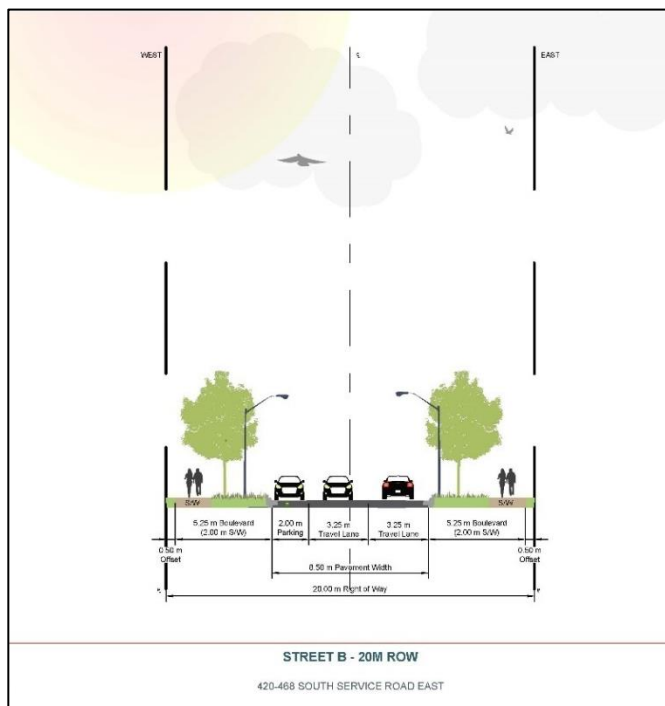 WEST
EAST
S/W
S/W
5.25 m Boulevard
(2.00 m S/W)
2.00 m
Parking
3.25 m
Travel Lane
3.25 m
Travel Lane
5.25 m Boulevard
(2.00 m S/W)
0.50 m
Offset
0.50 m
Offset
8.50 m Pavement Width
20.00 m Right of Way
STREET B - 20M ROW
420-468 SOUTH SERVICE ROAD EAST